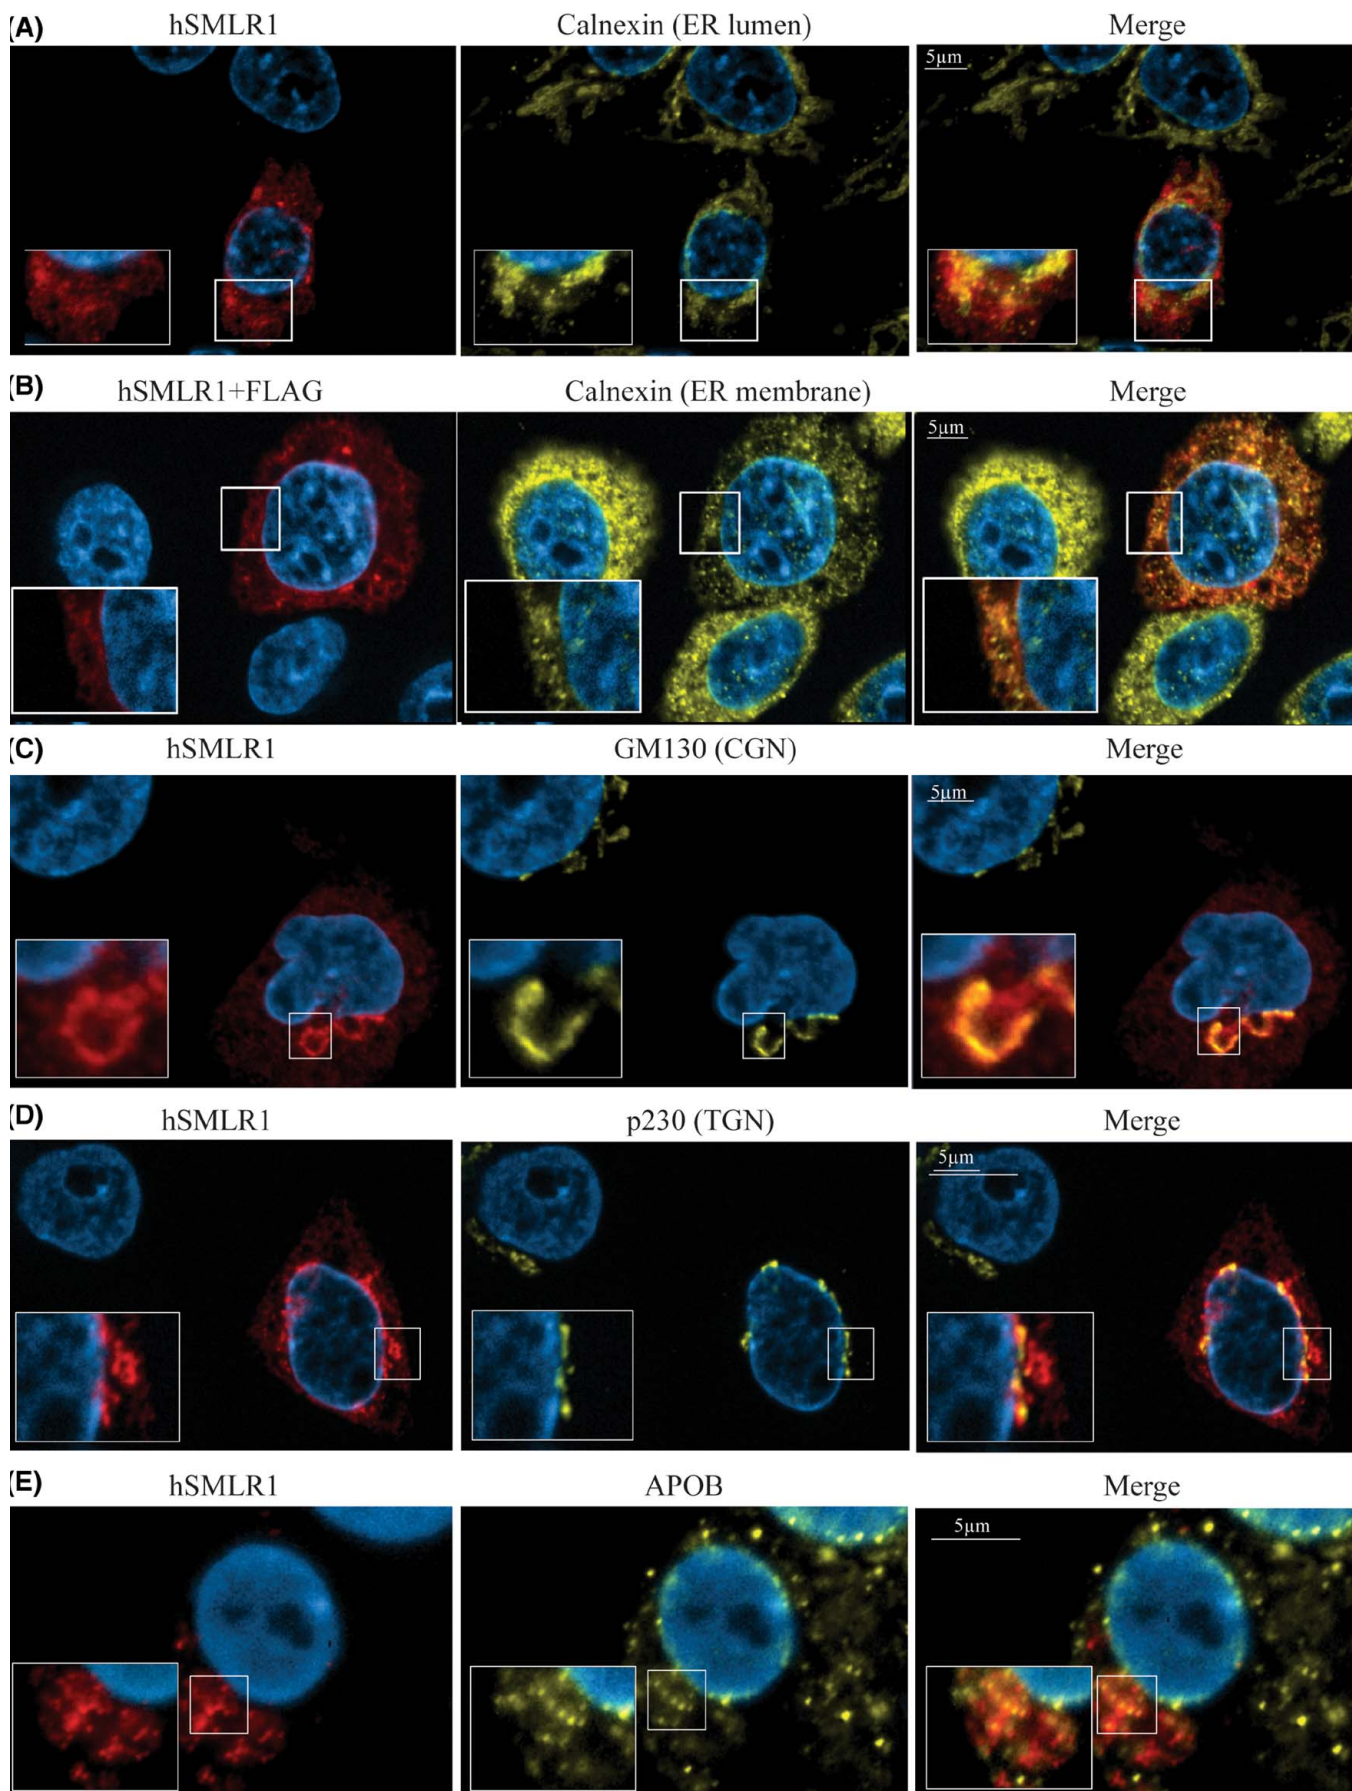 (A) hSMLR1 Calnexin (ER lumen) Merge
5µm
(B) hSMLR1+FLAG Calnexin (ER membrane) Merge
5µm
(C) hSMLR1 GM130 (CGN) Merge
5µm
(D) hSMLR1 p230 (TGN) Merge
5µm
(E) hSMLR1 APOB Merge
5µm